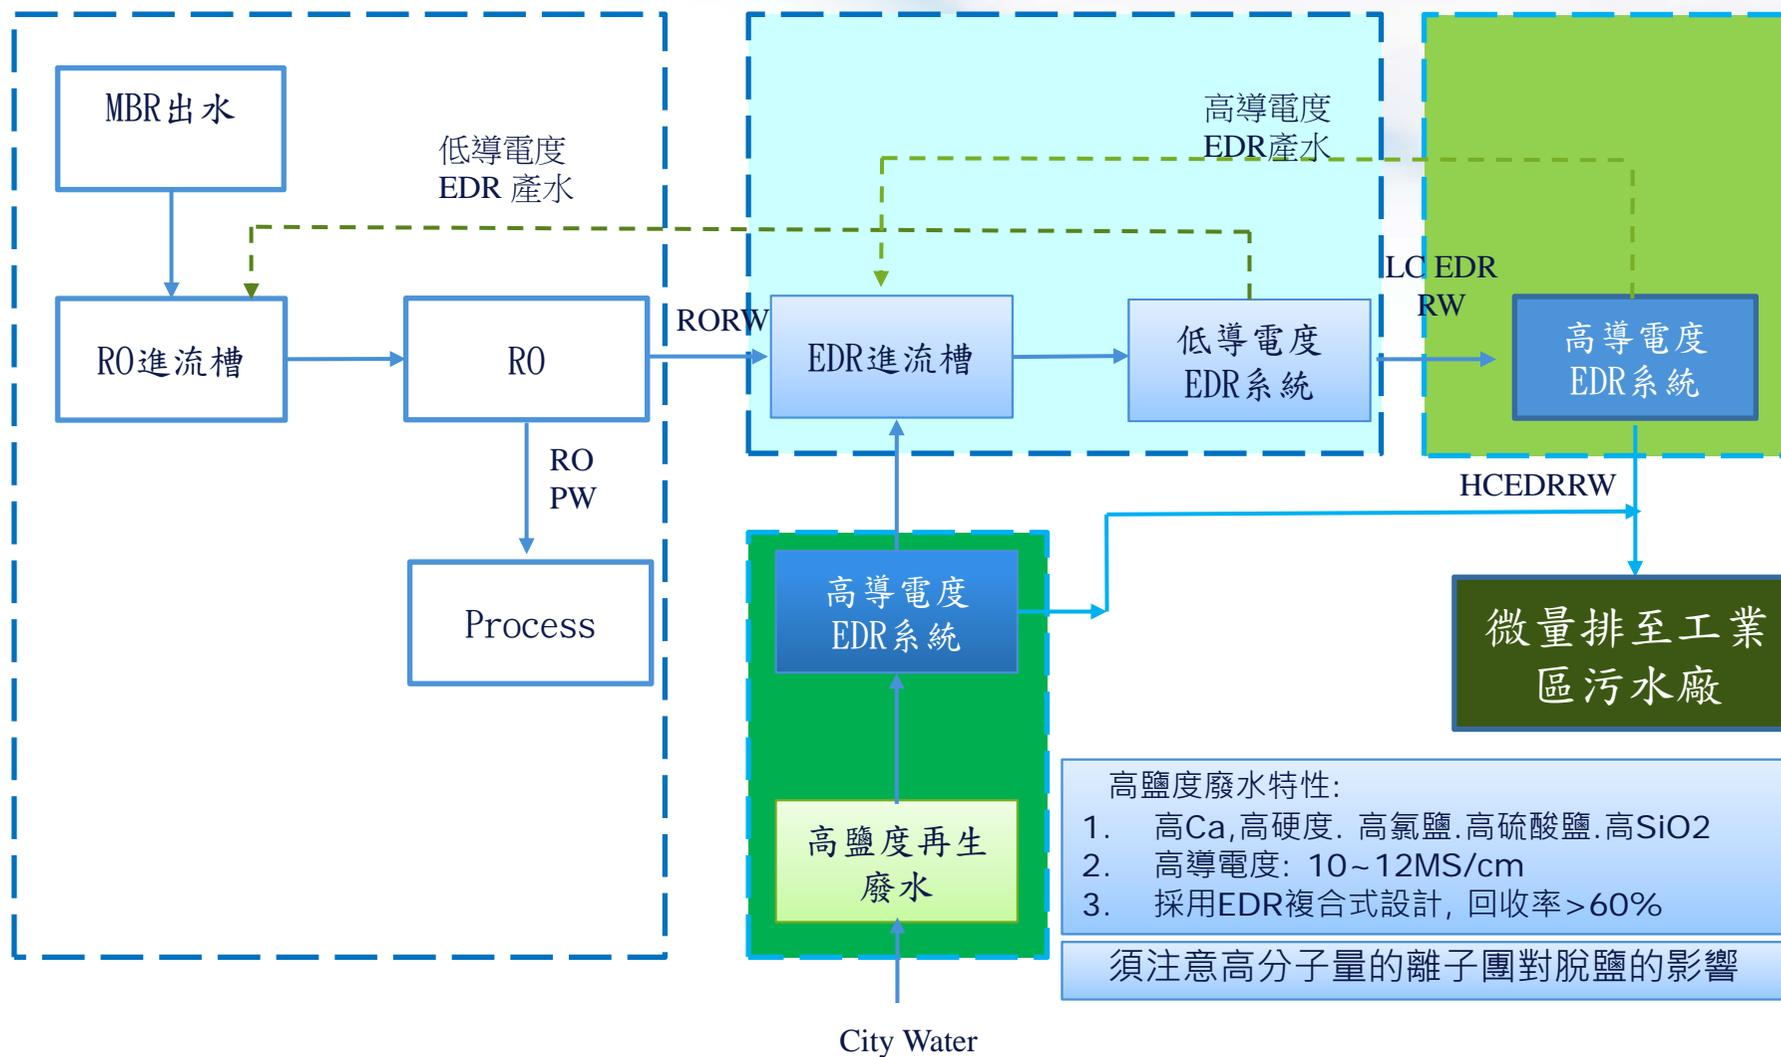 MBR出水
低導電度
EDR 產水
高導電度
EDR產水
RO進流槽
RO
RORW
EDR進流槽
低導電度
EDR系統
LC EDR
RW
高導電度
EDR系統
RO
PW
HCEDRRW
Process
高導電度
EDR系統
微量排至工業
區污水廠
高鹽度再生
廢水
高鹽度廢水特性:
1. 高Ca,高硬度. 高氯鹽.高硫酸鹽.高SiO2
2. 高導電度: 10~12MS/cm
3. 採用EDR複合式設計, 回收率>60%
須注意高分子量的離子團對脫鹽的影響
City Water